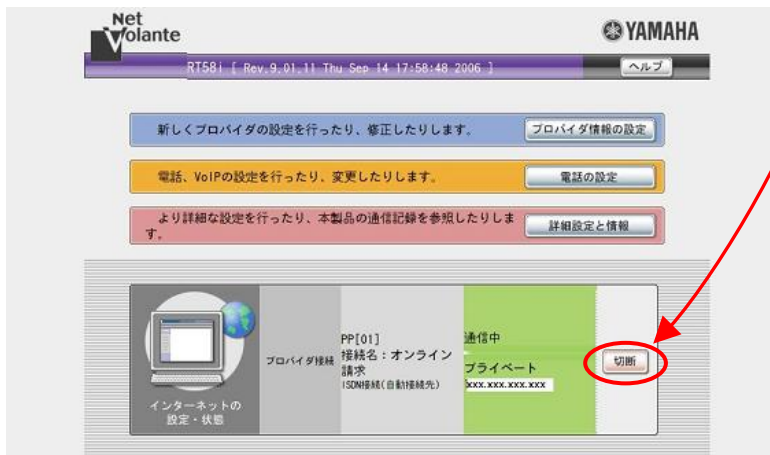 Net
Volante
YAMAHA
RT58i [ Rev.9.01.11 Thu Sep 14 17:58:48 2006 ]
ヘルプ
新しくプロバイダの設定を行ったり、修正したりします。
プロバイダ情報の設定
電話、VoIPの設定を行ったり、変更したりします。
電話の設定
より詳細な設定を行ったり、本製品の通信記録を参照したりしま
す。
詳細設定と情報
インターネットの
設定・状態
プロバイダ接続
PP[01]
接続名：オンライン
請求
ISDN接続(自動接続先)
通信中
プライベート
xxx.xxx.xxx.xxx
切断